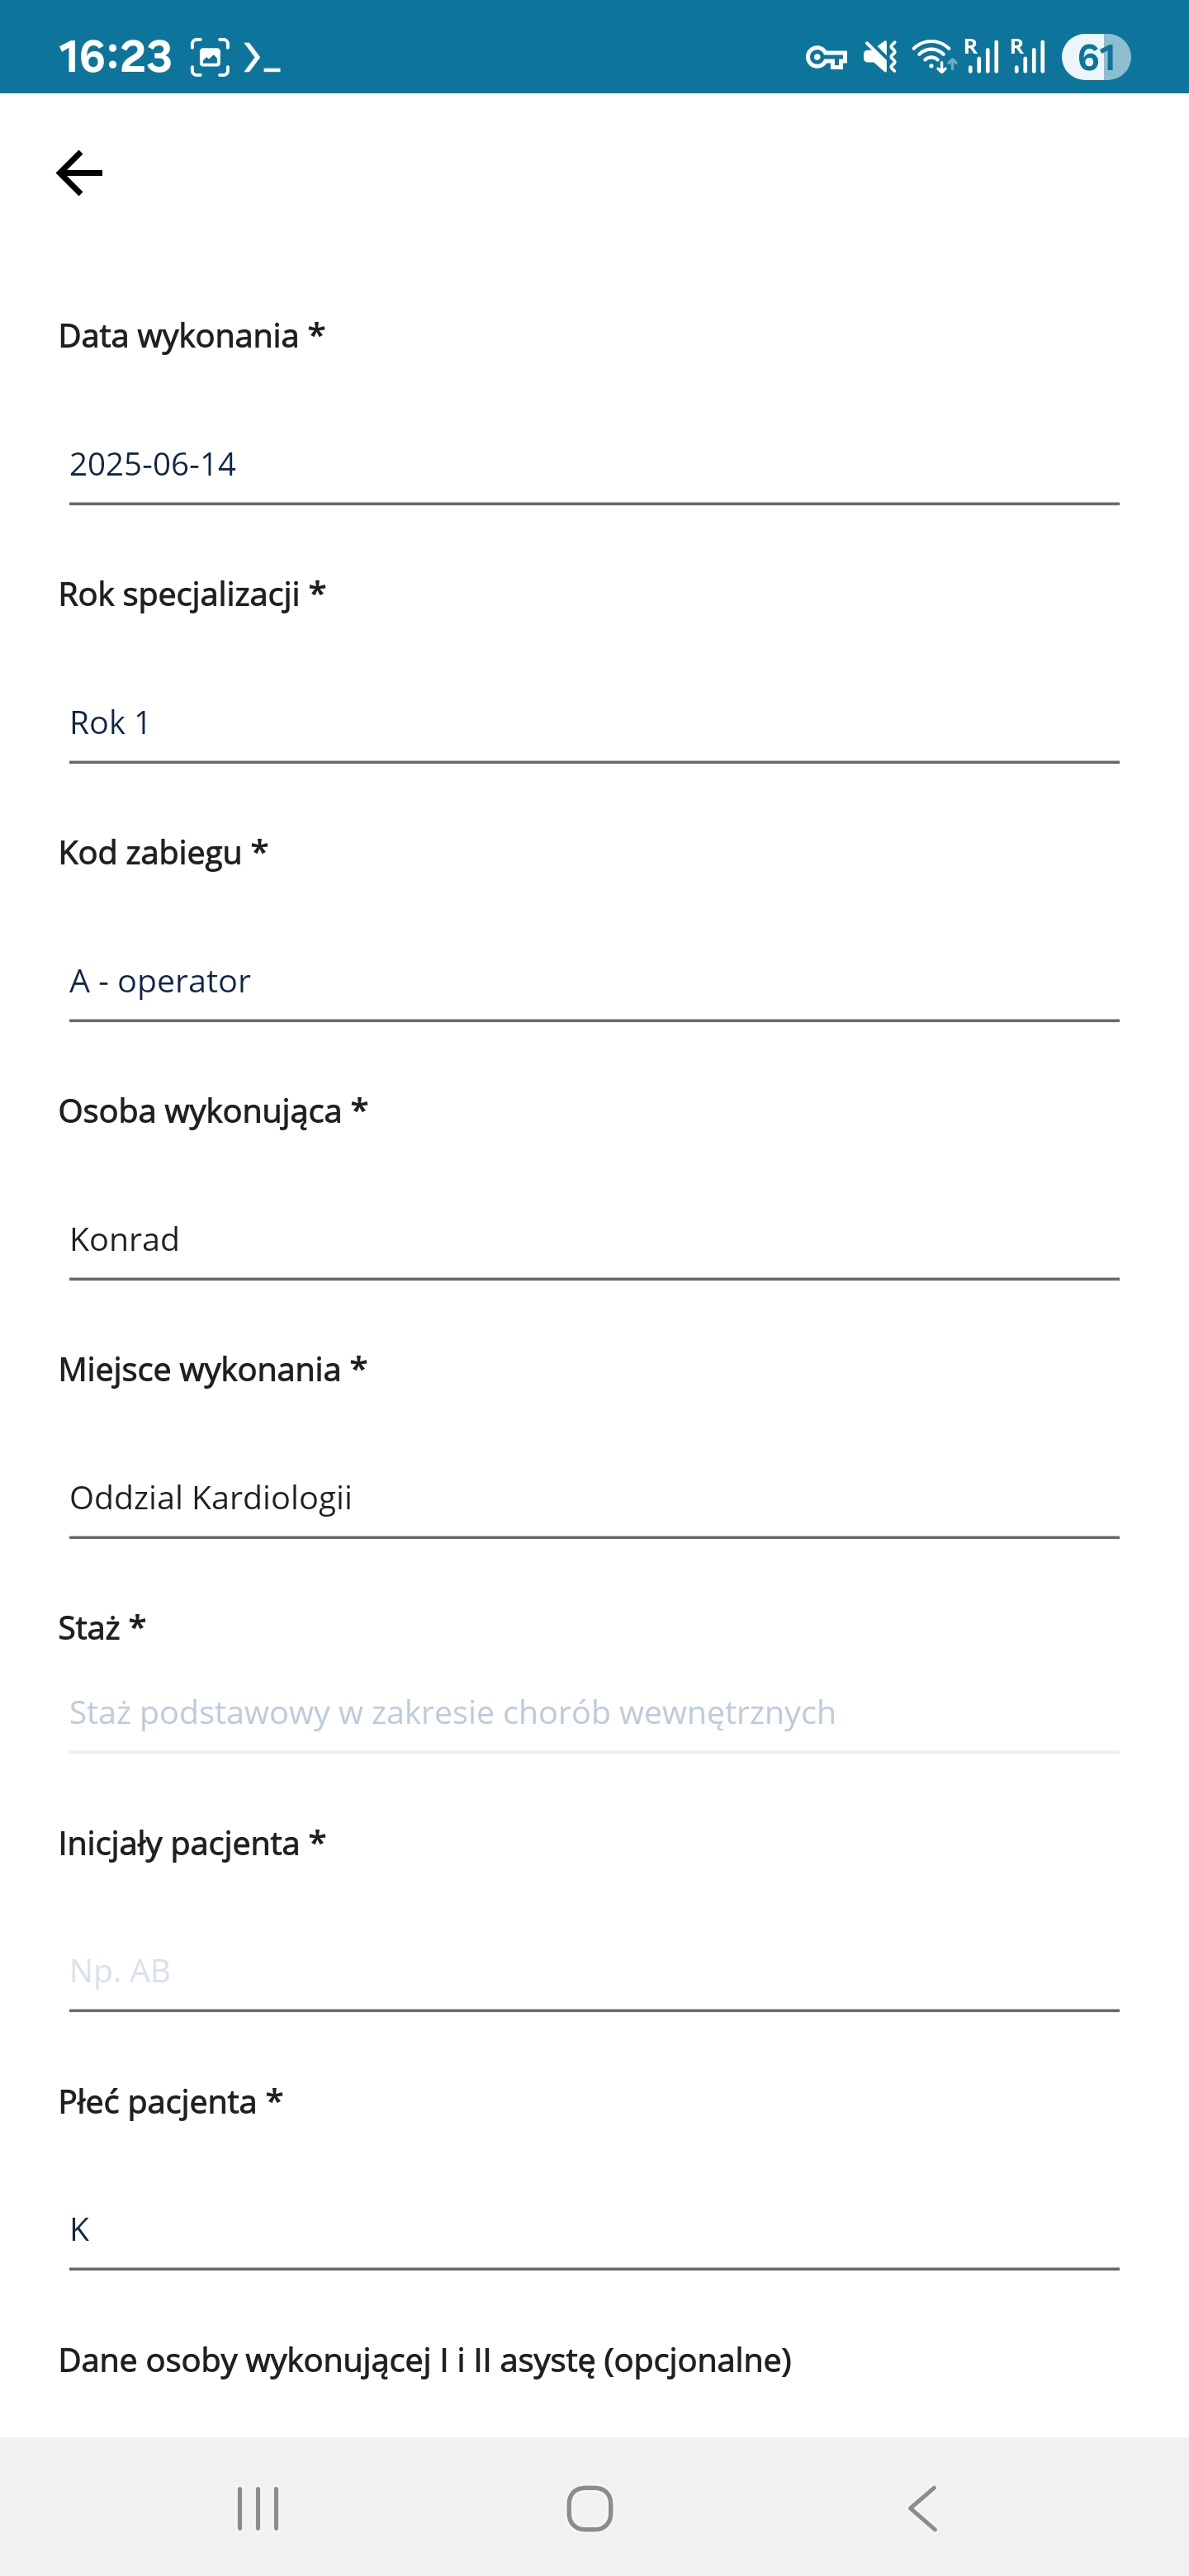 16:23
R R 61
Data wykonania *
2025-06-14
Rok specjalizacji *
Rok 1
Kod zabiegu *
A - operator
Osoba wykonująca *
Konrad
Miejsce wykonania *
Oddzial Kardiologii
Staż *
Staż podstawowy w zakresie chorób wewnętrznych
Inicjały pacjenta *
Np. AB
Płeć pacjenta *
K
Dane osoby wykonującej I i II asystę (opcjonalne)